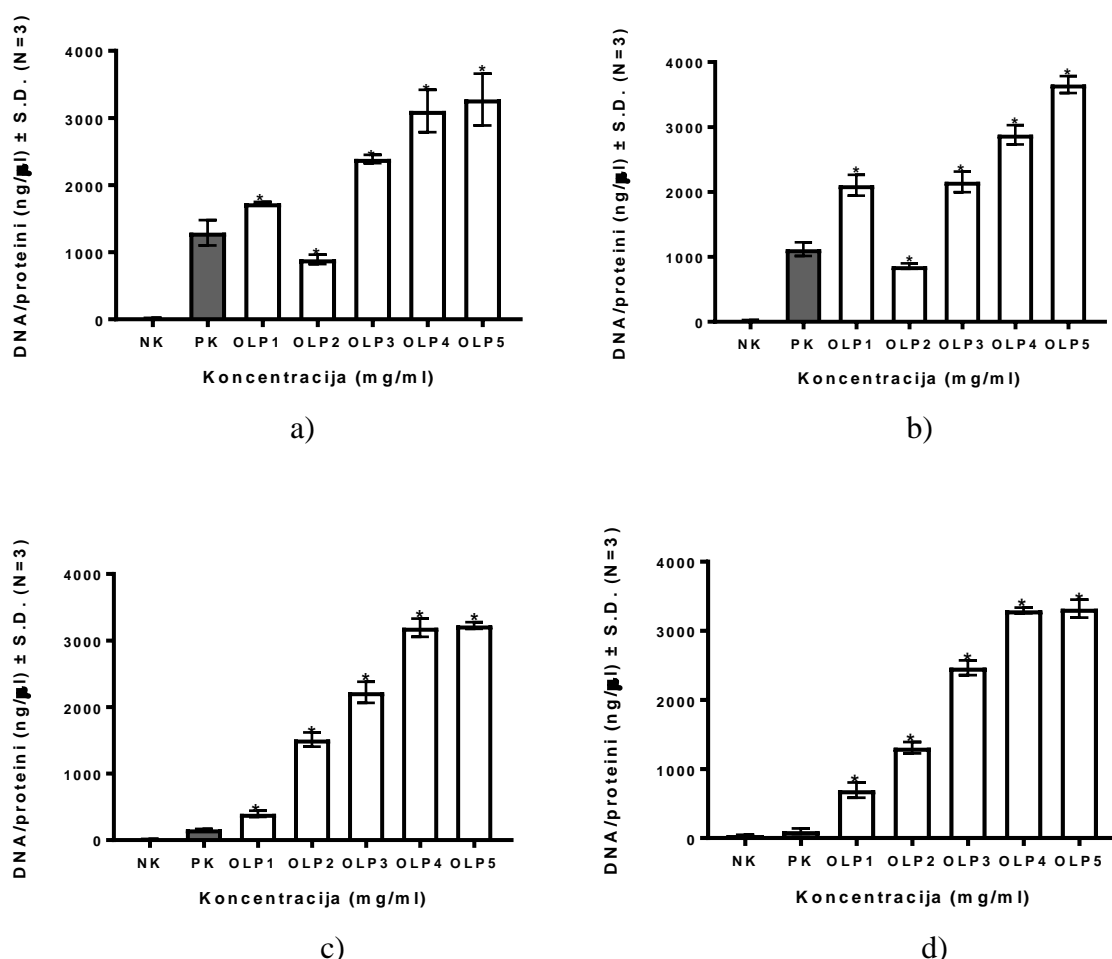 DNA/proteini (ng/µl) ± S.D. (N=3)
4000
3000
2000
1000
0
*
*
*
*
*
NK PK OLP1 OLP2 OLP3 OLP4 OLP5
Koncentracija (mg/ml)
a)
DNA/proteini (ng/µl) ± S.D. (N=3)
4000
3000
2000
1000
0
*
*
*
*
*
NK PK OLP1 OLP2 OLP3 OLP4 OLP5
Koncentracija (mg/ml)
b)
DNA/proteini (ng/µl) ± S.D. (N=3)
4000
3000
2000
1000
0
*
*
*
*
*
NK PK OLP1 OLP2 OLP3 OLP4 OLP5
Koncentracija (mg/ml)
c)
DNA/proteini (ng/µl) ± S.D. (N=3)
4000
3000
2000
1000
0
*
*
*
*
*
NK PK OLP1 OLP2 OLP3 OLP4 OLP5
Koncentracija (mg/ml)
d)